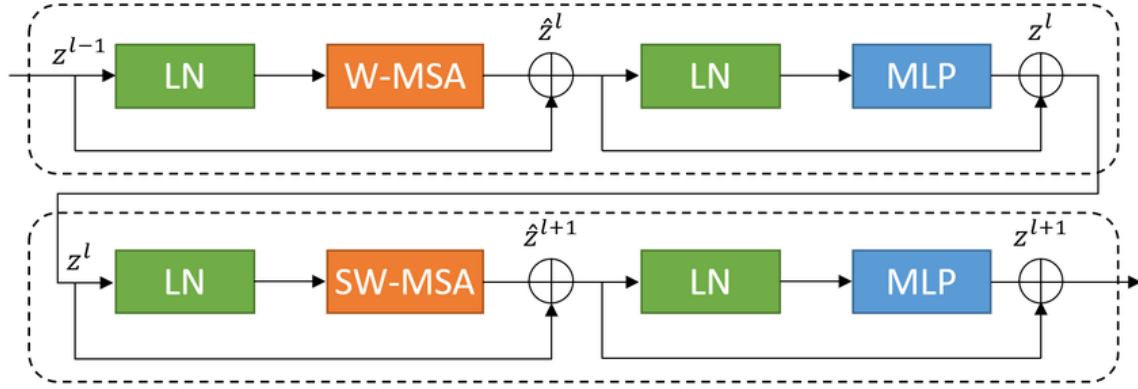 z^{l-1} LN W-MSA ẑ^l LN MLP z^l
z^l LN SW-MSA ẑ^{l+1} LN MLP z^{l+1}